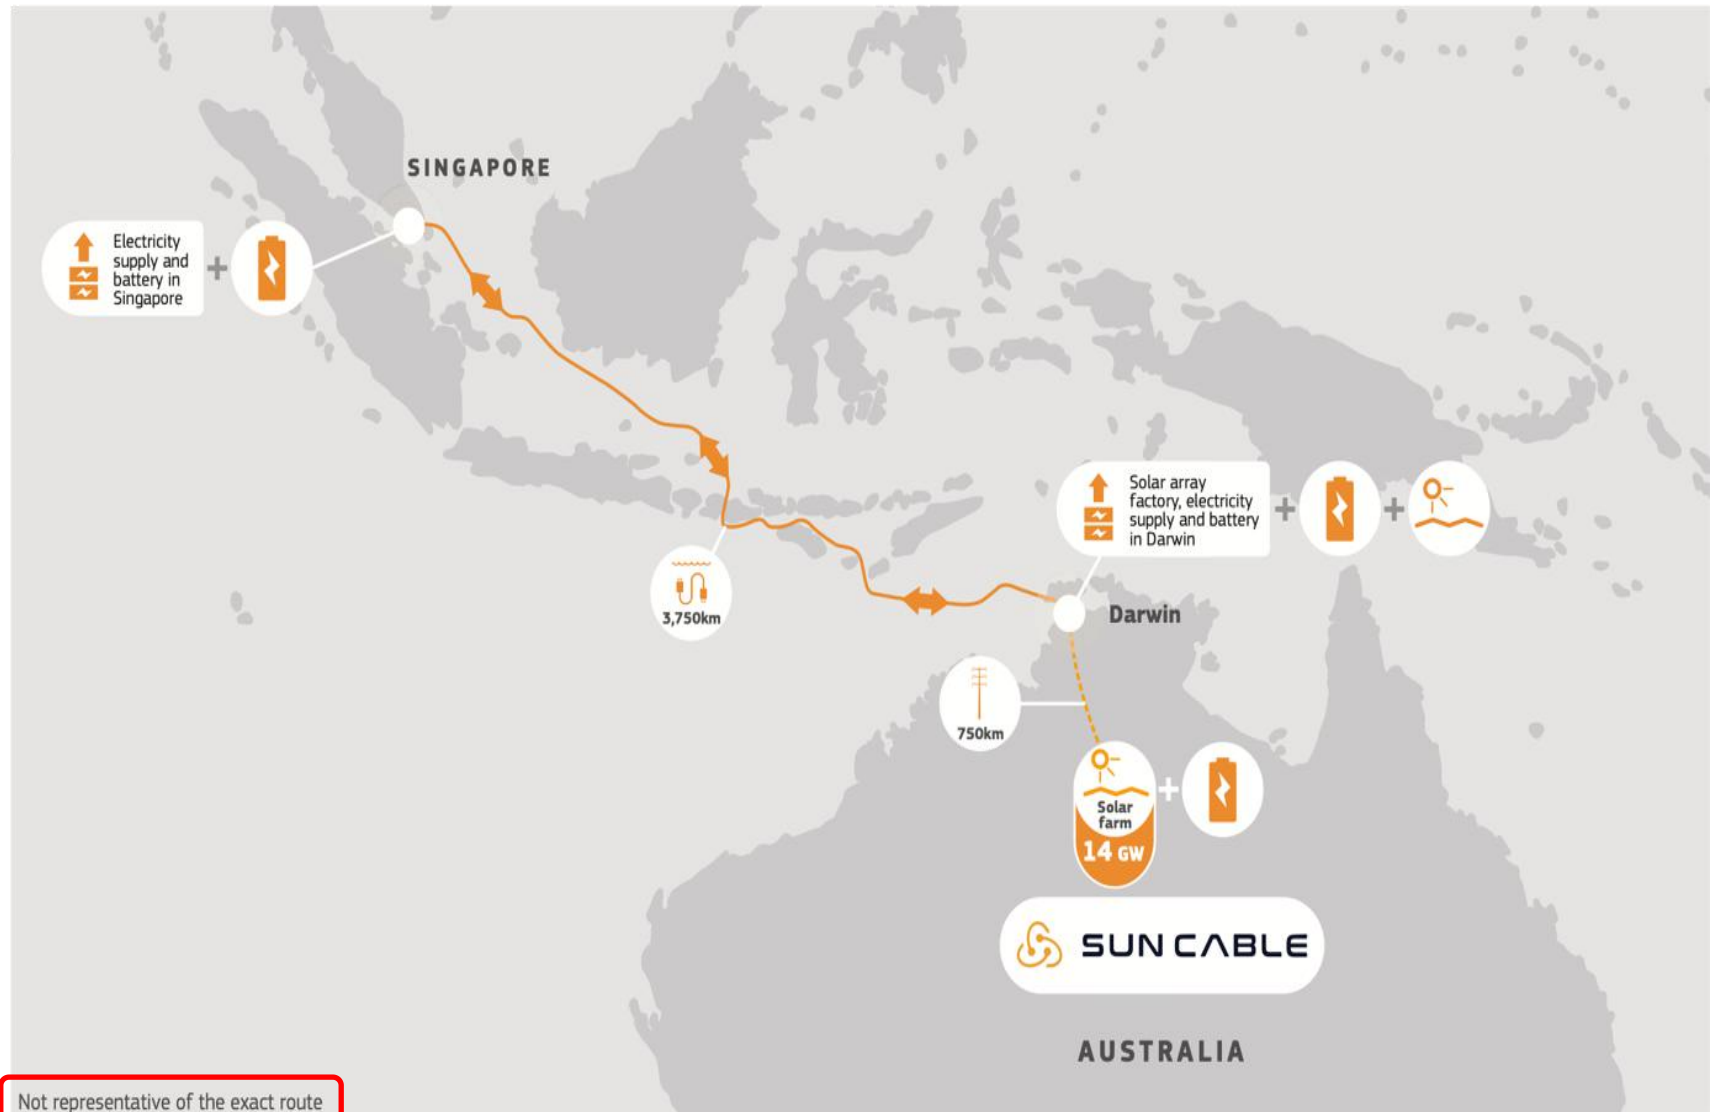 SINGAPORE
Electricity
supply and
battery in
Singapore
+
Solar array
factory, electricity
supply and battery
in Darwin
+
+
3,750km
Darwin
750km
Solar
farm
14 GW
+
SUN CABLE
AUSTRALIA
Not representative of the exact route